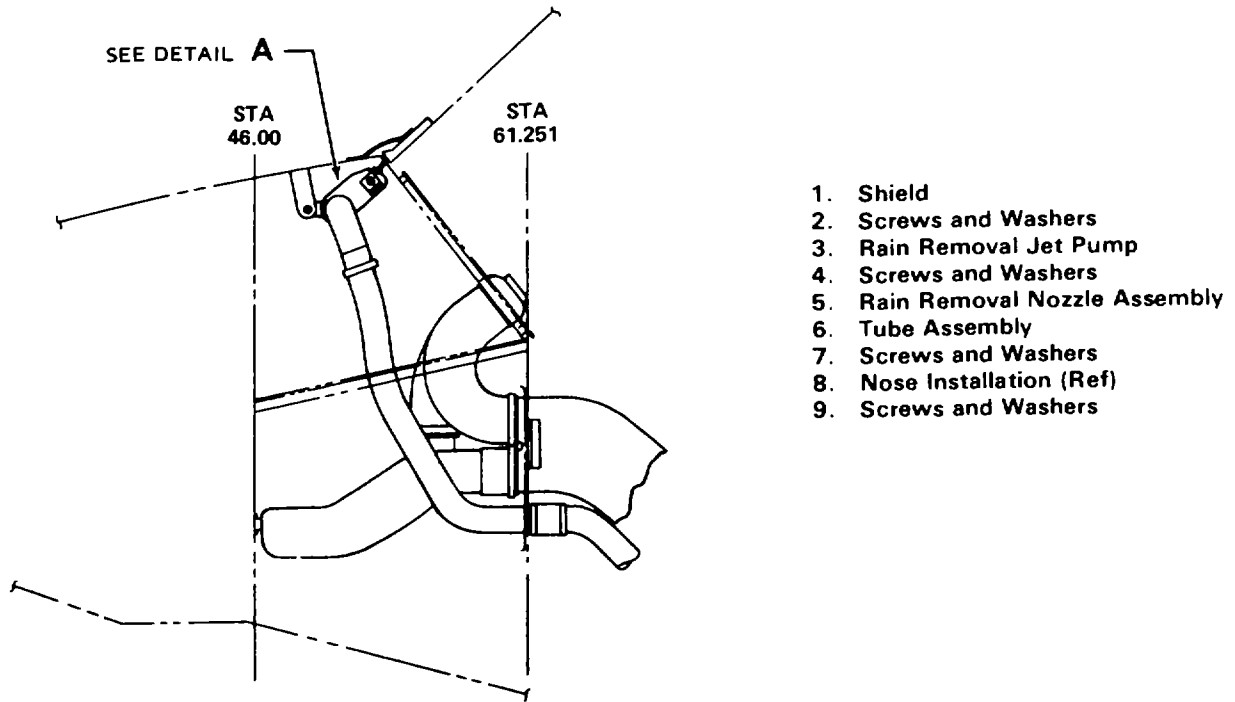 SEE DETAIL A
STA
46.00
STA
61.251
1. Shield
2. Screws and Washers
3. Rain Removal Jet Pump
4. Screws and Washers
5. Rain Removal Nozzle Assembly
6. Tube Assembly
7. Screws and Washers
8. Nose Installation (Ref)
9. Screws and Washers